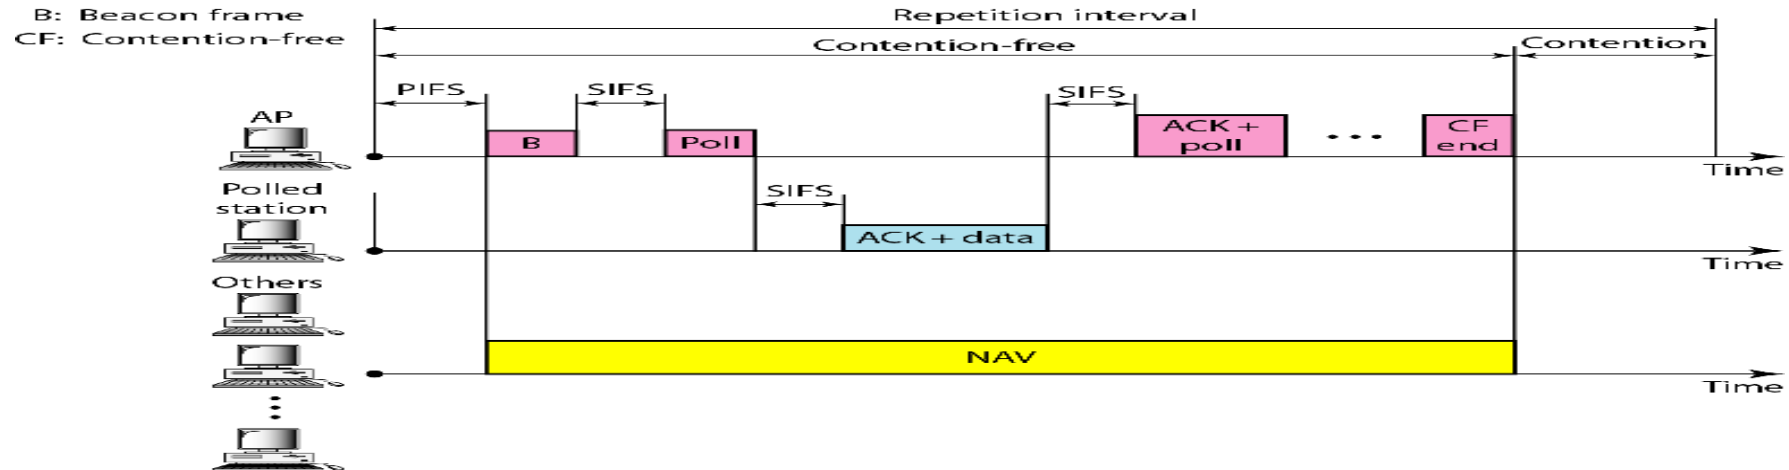 B: Beacon frame
CF: Contention-free
Repetition interval
Contention-free
Contention
PIFS
SIFS
SIFS
AP
B
Poll
ACK +
poll
• • •
CF
end
Time
Polled
station
SIFS
ACK + data
Time
Others
NAV
Time